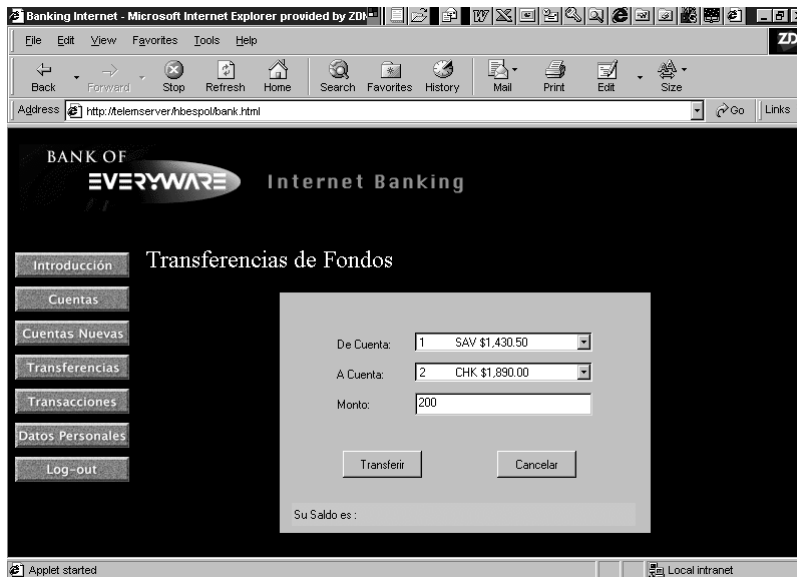 Banking Internet - Microsoft Internet Explorer provided by ZDN
File Edit View Favorites Tools Help
ZD
Back Forward Stop Refresh Home Search Favorites History Mail Print Edit Size
Address http://telemserver/hbespol/bank.html Go Links
BANK OF
EVERYWARE Internet Banking
Transferencias de Fondos
Introducción
Cuentas
Cuentas Nuevas
Transferencias
Transacciones
Datos Personales
Log-out
De Cuenta: 1 SAV $1,430.50
A Cuenta: 2 CHK $1,890.00
Monto: 200
Transferir Cancelar
Su Saldo es :
Applet started Local intranet